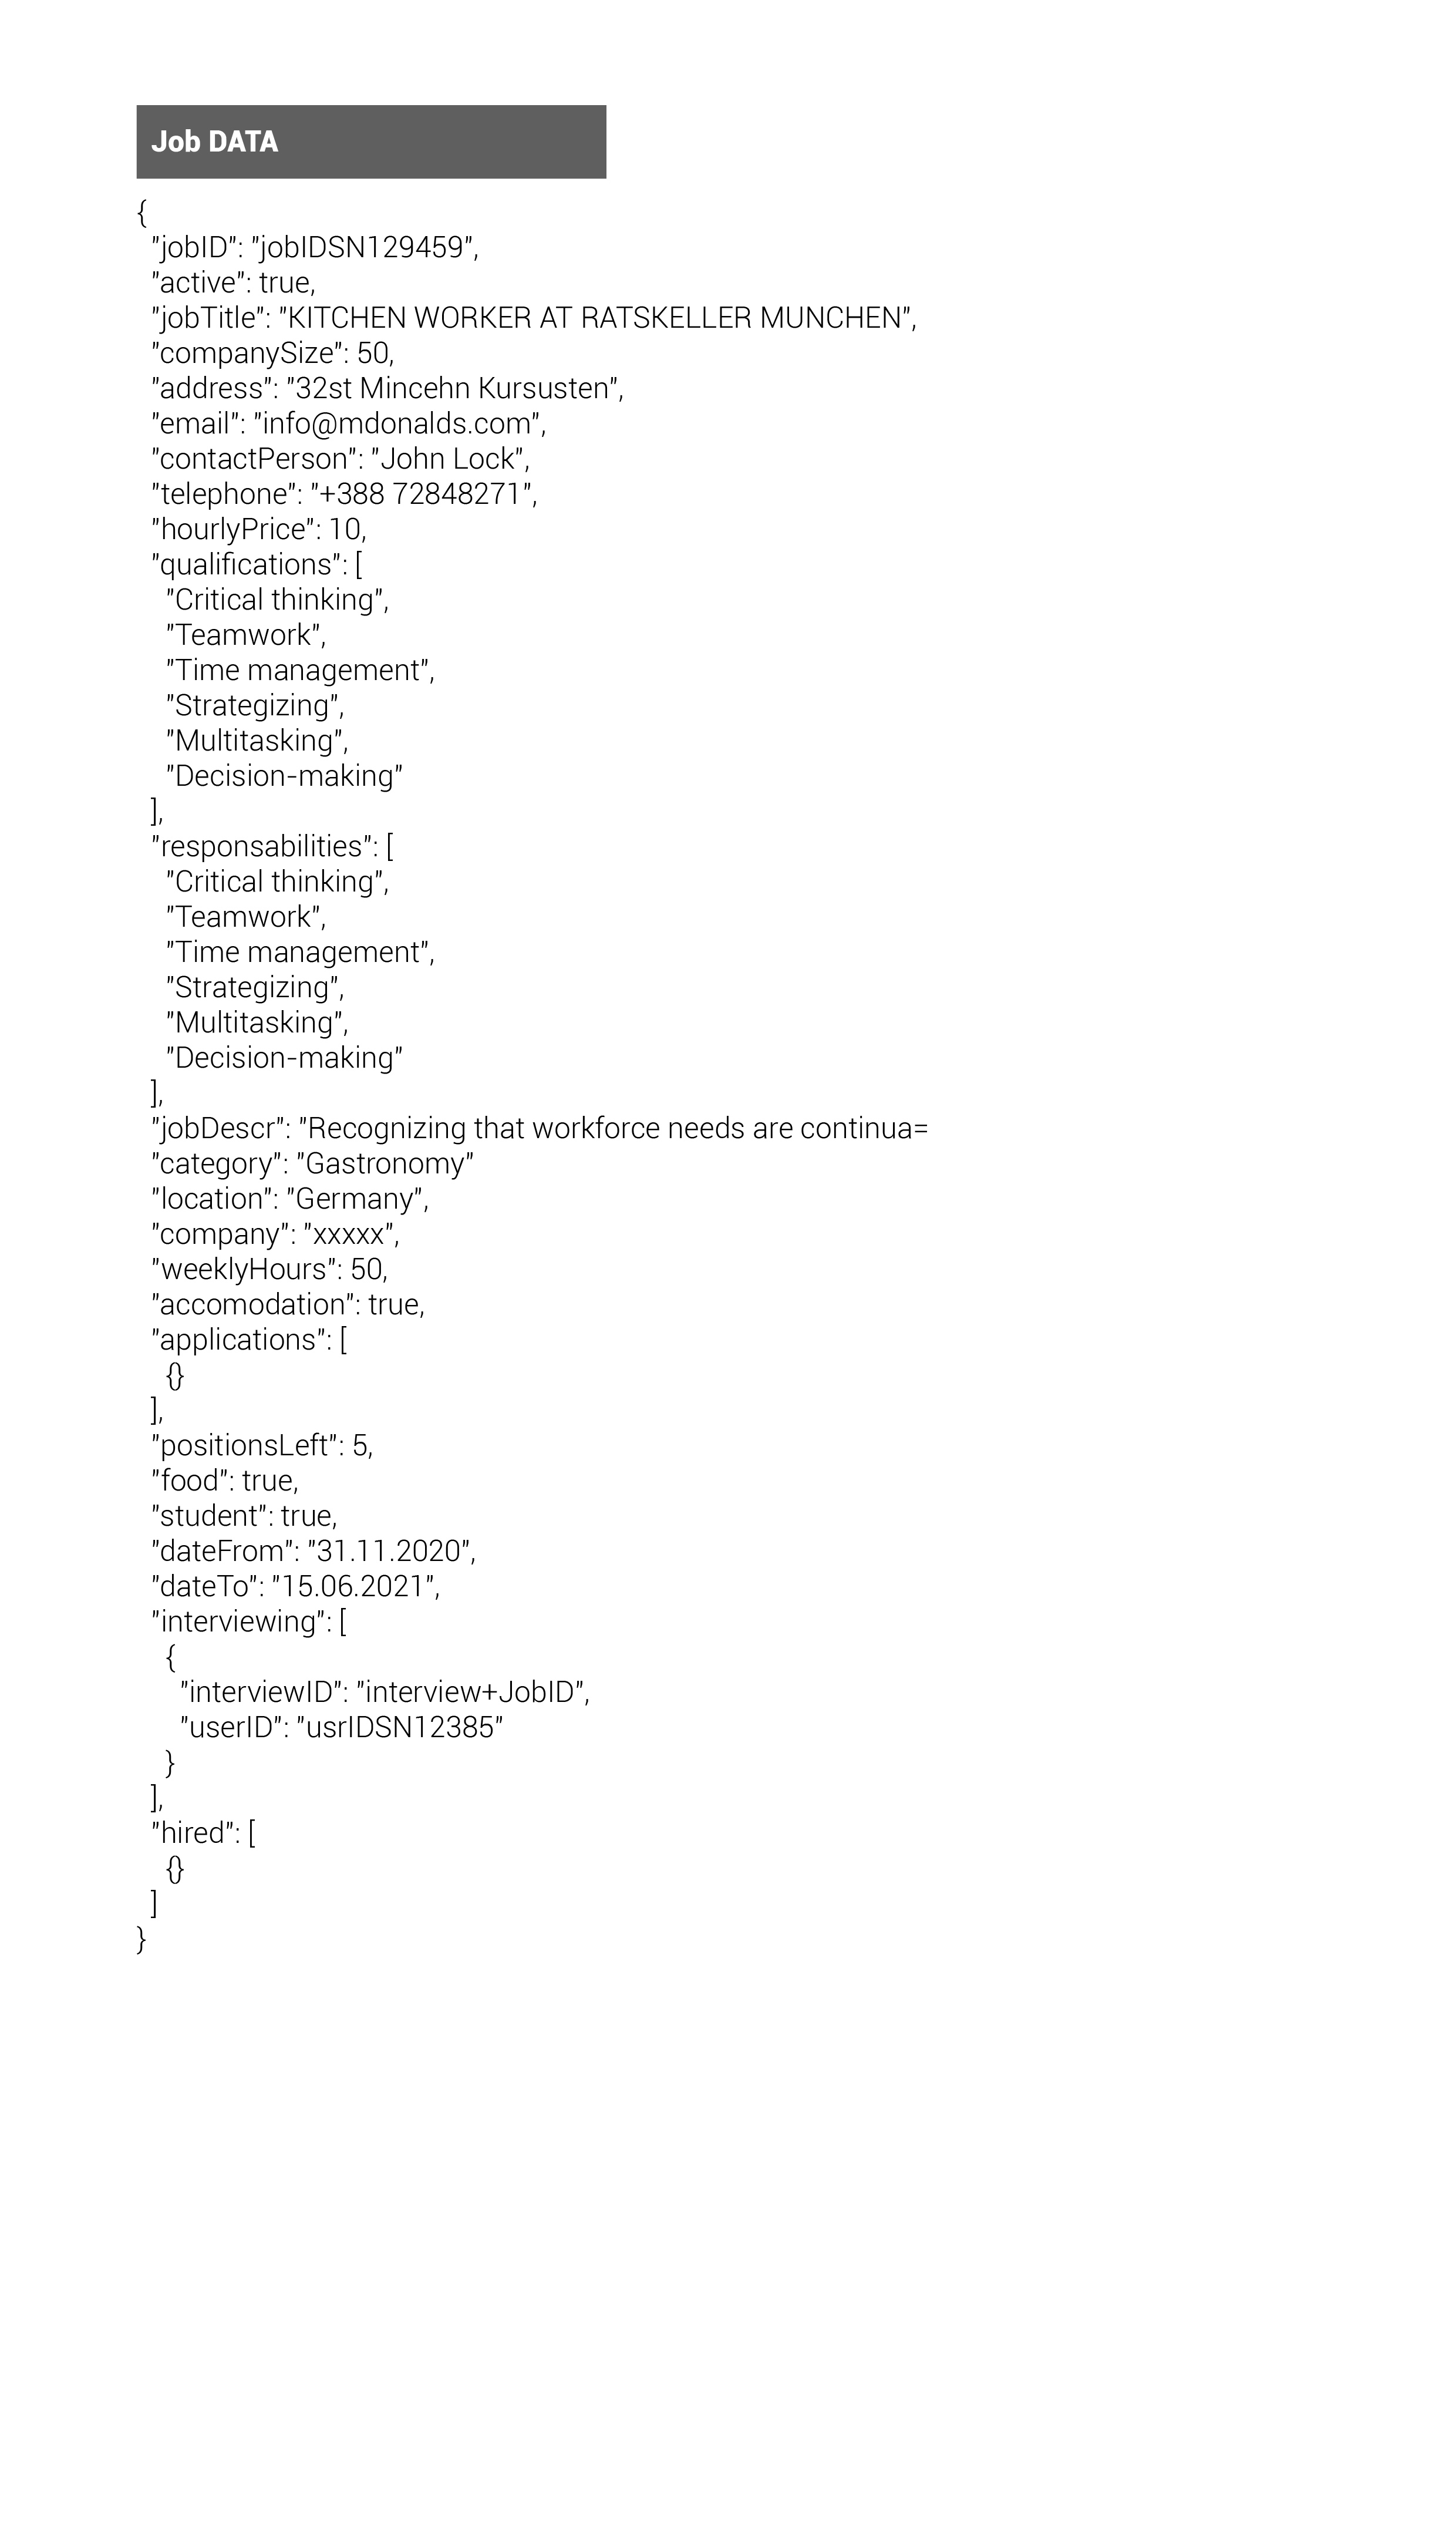 Job DATA
{
"jobID": "jobIDSN129459",
"active": true,
"jobTitle": "KITCHEN WORKER AT RATSKELLER MUNCHEN",
"companySize": 50,
"address": "32st Mincehn Kursusten",
"email": "info@mdonalds.com",
"contactPerson": "John Lock",
"telephone": "+388 72848271",
"hourlyPrice": 10,
"qualifications": [
"Critical thinking",
"Teamwork",
"Time management",
"Strategizing",
"Multitasking",
"Decision-making"
],
"responsabilities": [
"Critical thinking",
"Teamwork",
"Time management",
"Strategizing",
"Multitasking",
"Decision-making"
],
"jobDescr": "Recognizing that workforce needs are continua=
"category": "Gastronomy"
"location": "Germany",
"company": "xxxxx",
"weeklyHours": 50,
"accomodation": true,
"applications": [
{}
],
"positionsLeft": 5,
"food": true,
"student": true,
"dateFrom": "31.11.2020",
"dateTo": "15.06.2021",
"interviewing": [
{
"interviewID": "interview+JobID",
"userID": "usrIDSN12385"
}
],
"hired": [
{}
]
}